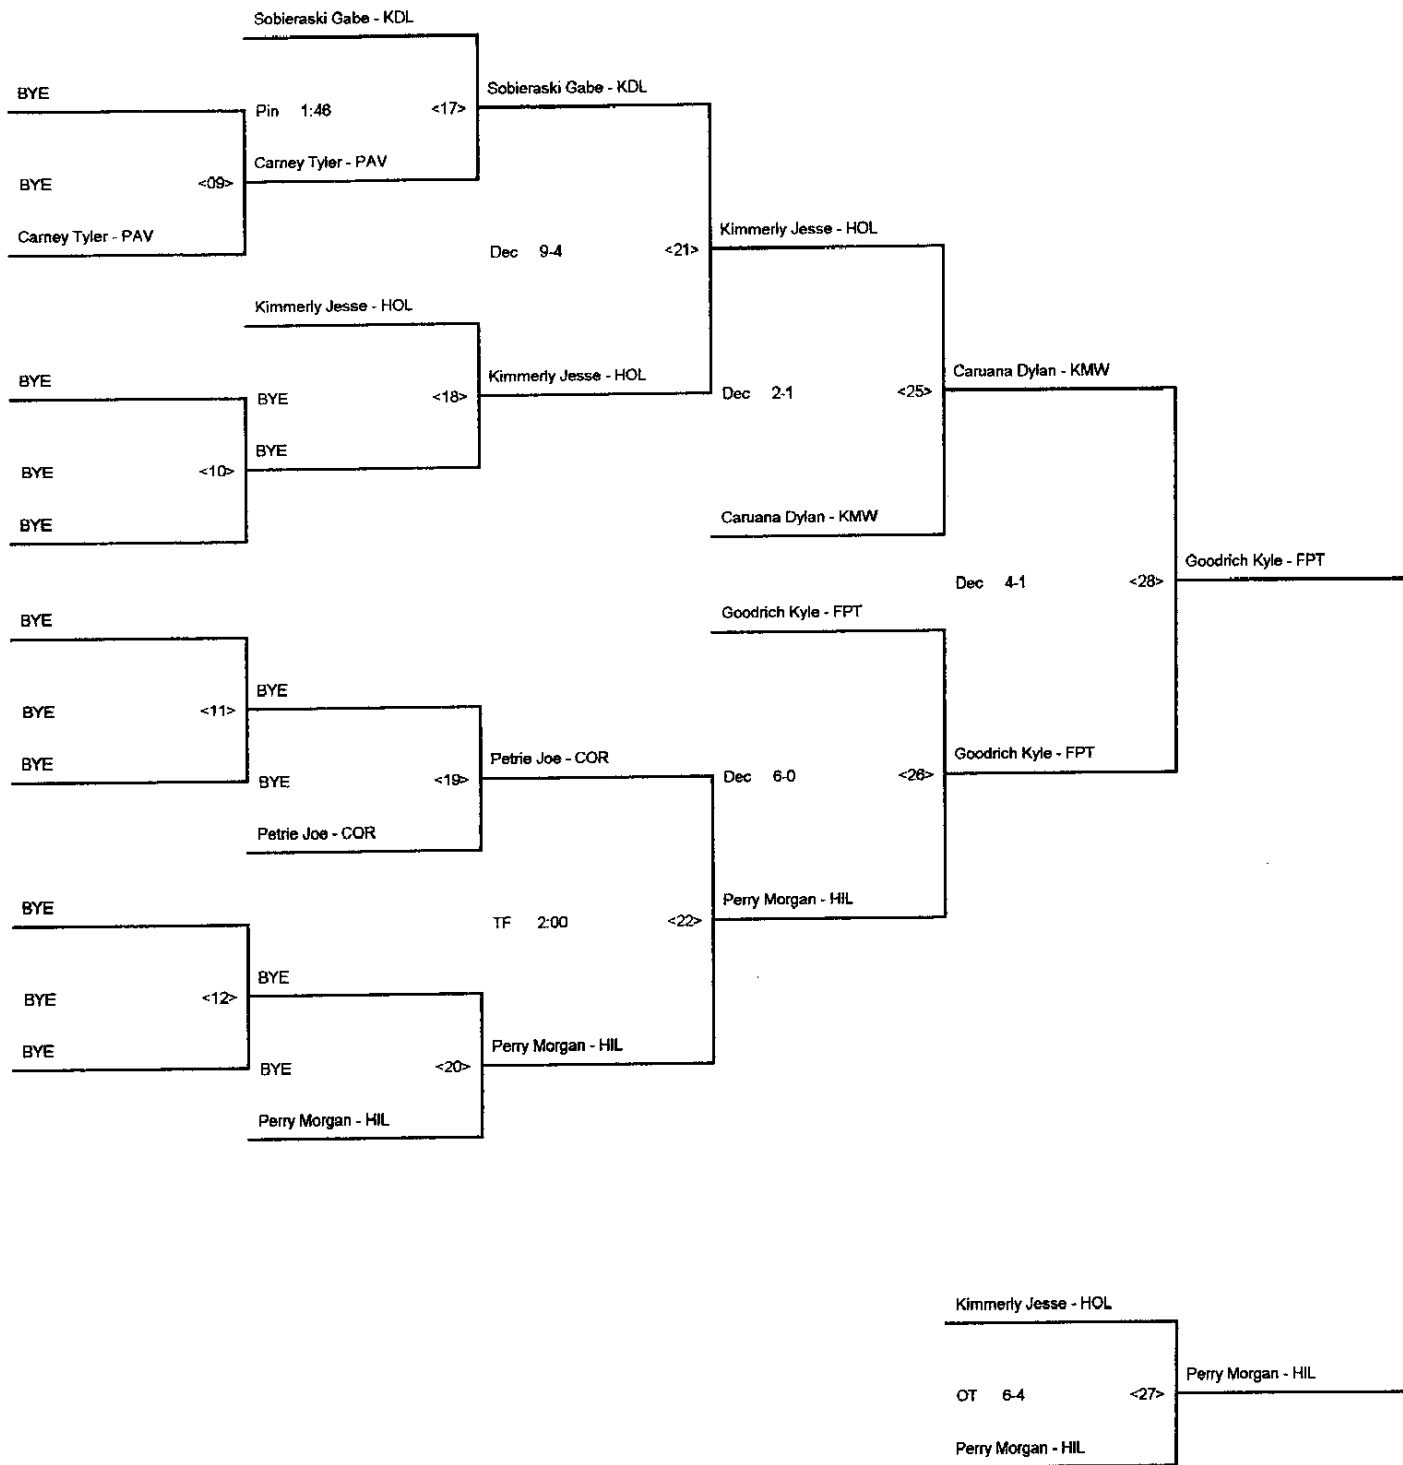 Sobieraski Gabe - KDL
BYE
Pin 1:46 <17>
Sobieraski Gabe - KDL
BYE <09>
Carney Tyler - PAV
Carney Tyler - PAV
Dec 9-4 <21>
Kimmerly Jesse - HOL
Kimmerly Jesse - HOL
BYE
BYE <18>
Kimmerly Jesse - HOL
Dec 2-1 <25>
Caruana Dylan - KMW
BYE <10>
BYE
BYE
Caruana Dylan - KMW
Dec 4-1 <28>
Goodrich Kyle - FPT
BYE
Goodrich Kyle - FPT
BYE <11>
BYE
BYE
BYE <19>
Petrie Joe - COR
Petrie Joe - COR
Dec 6-0 <26>
Goodrich Kyle - FPT
BYE
TF 2:00 <22>
Perry Morgan - HIL
BYE <12>
BYE
BYE
BYE <20>
Perry Morgan - HIL
Perry Morgan - HIL
Kimmerly Jesse - HOL
OT 6-4 <27>
Perry Morgan - HIL
Perry Morgan - HIL